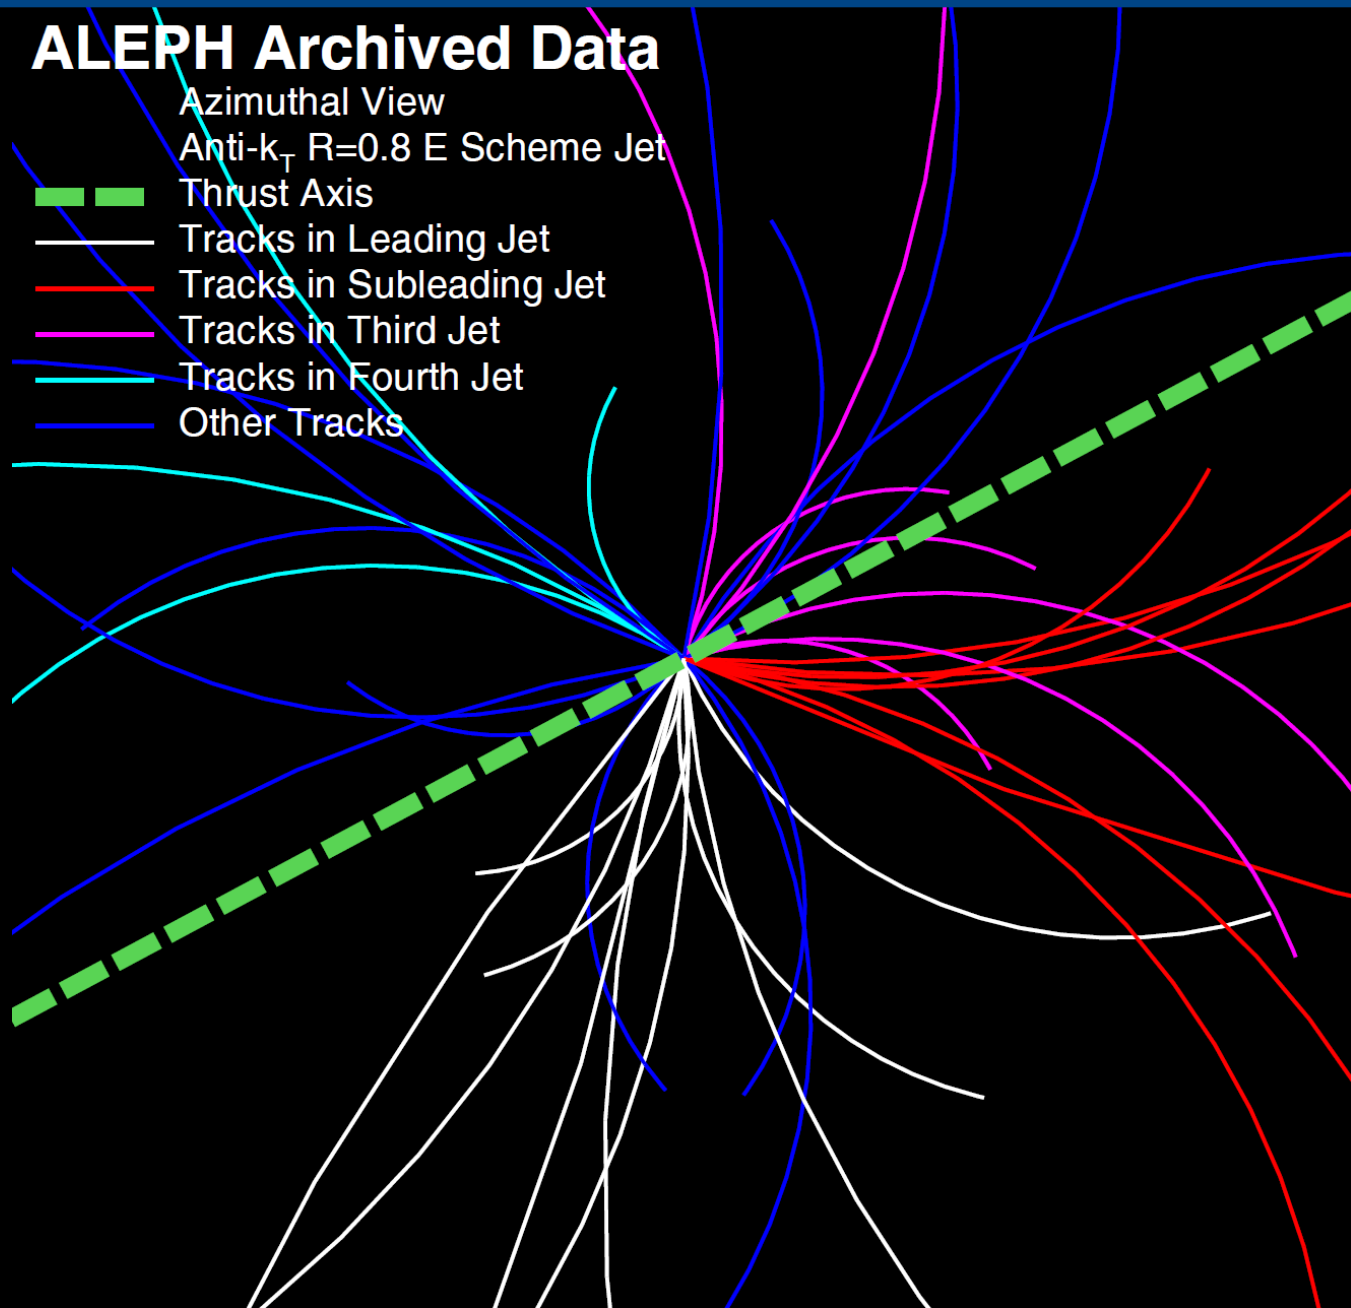 ALEPH Archived Data
Azimuthal View
Anti-kT R=0.8 E Scheme Jet
Thrust Axis
Tracks in Leading Jet
Tracks in Subleading Jet
Tracks in Third Jet
Tracks in Fourth Jet
Other Tracks